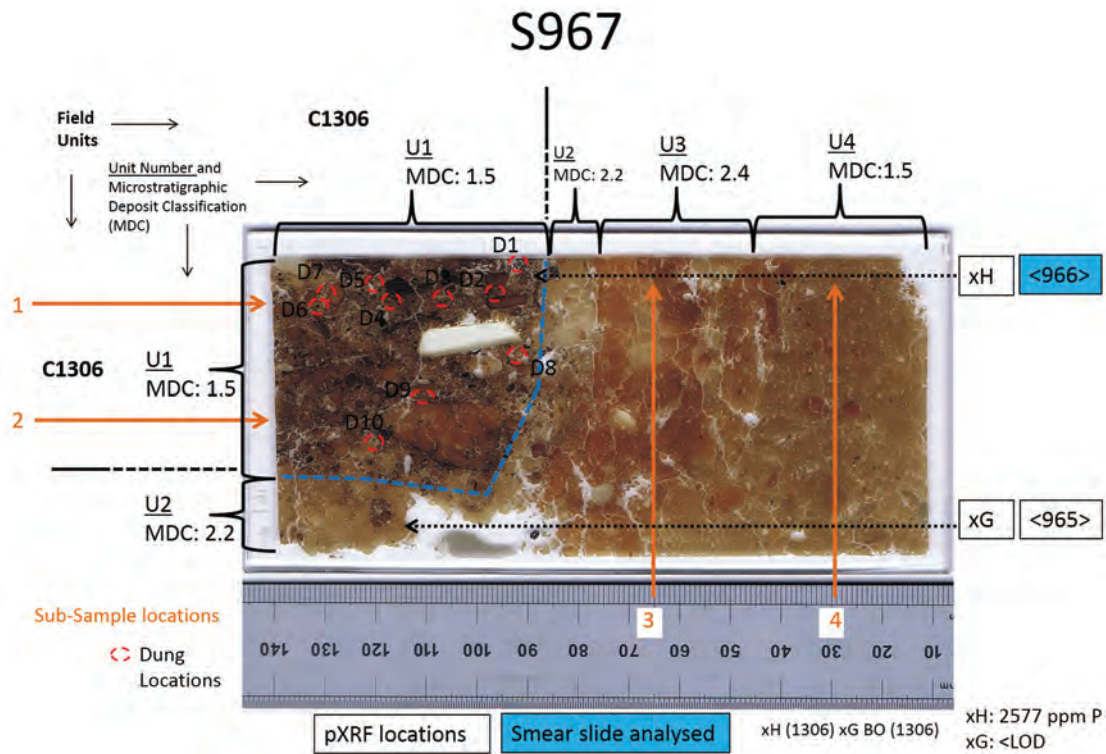 S967
Field
Units
C1306
Unit Number and
Microstratigraphic
Deposit Classification
(MDC)
U1
MDC: 1.5
U2
MDC: 2.2
U3
MDC: 2.4
U4
MDC:1.5
D1
D7
D5
D3
D2
D6
D4
xH
<966>
1
C1306
U1
MDC: 1.5
D8
D9
2
D10
U2
MDC: 2.2
xG
<965>
Sub-Sample locations
3
4
Dung
Locations
140 130 120 110 100 90 80 70 60 50 40 30 20 10
pXRF locations
Smear slide analysed
xH (1306) xG BO (1306)
xH: 2577 ppm P
xG: <LOD